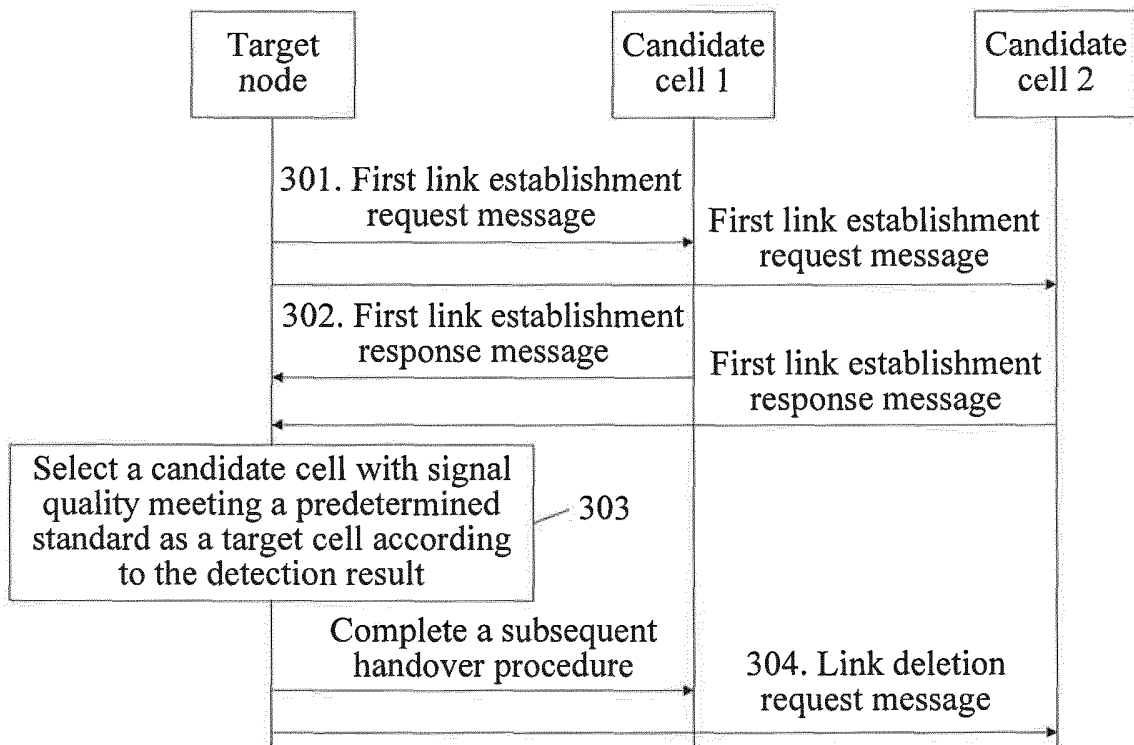 Target
node
Candidate
cell 1
Candidate
cell 2
301. First link establishment
request message
First link establishment
request message
302. First link establishment
response message
First link establishment
response message
Select a candidate cell with signal
quality meeting a predetermined
standard as a target cell according
to the detection result
303
Complete a subsequent
handover procedure
304. Link deletion
request message